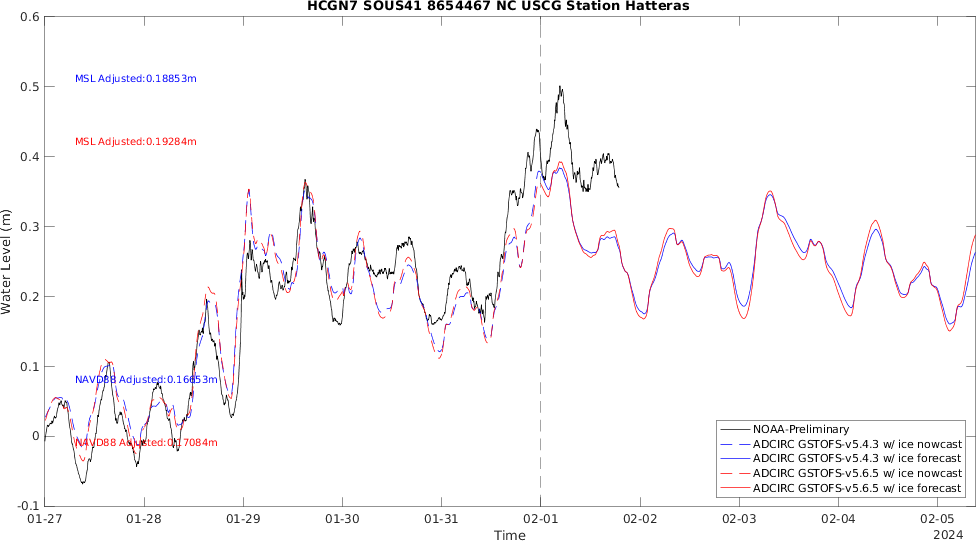 HCGN7 SOUS41 8654467 NC USCG Station Hatteras
0.6
0.5
0.4
0.3
0.2
0.1
0
-0.1
Water Level (m)
MSL Adjusted:0.18853m
MSL Adjusted:0.19284m
NAVD88 Adjusted:0.16653m
NAVD88 Adjusted:0.17084m
NOAA-Preliminary
ADCIRC GSTOFS-v5.4.3 w/ ice nowcast
ADCIRC GSTOFS-v5.4.3 w/ ice forecast
ADCIRC GSTOFS-v5.6.5 w/ ice nowcast
ADCIRC GSTOFS-v5.6.5 w/ ice forecast
01-27 01-28 01-29 01-30 01-31 02-01 02-02 02-03 02-04 02-05
Time
2024